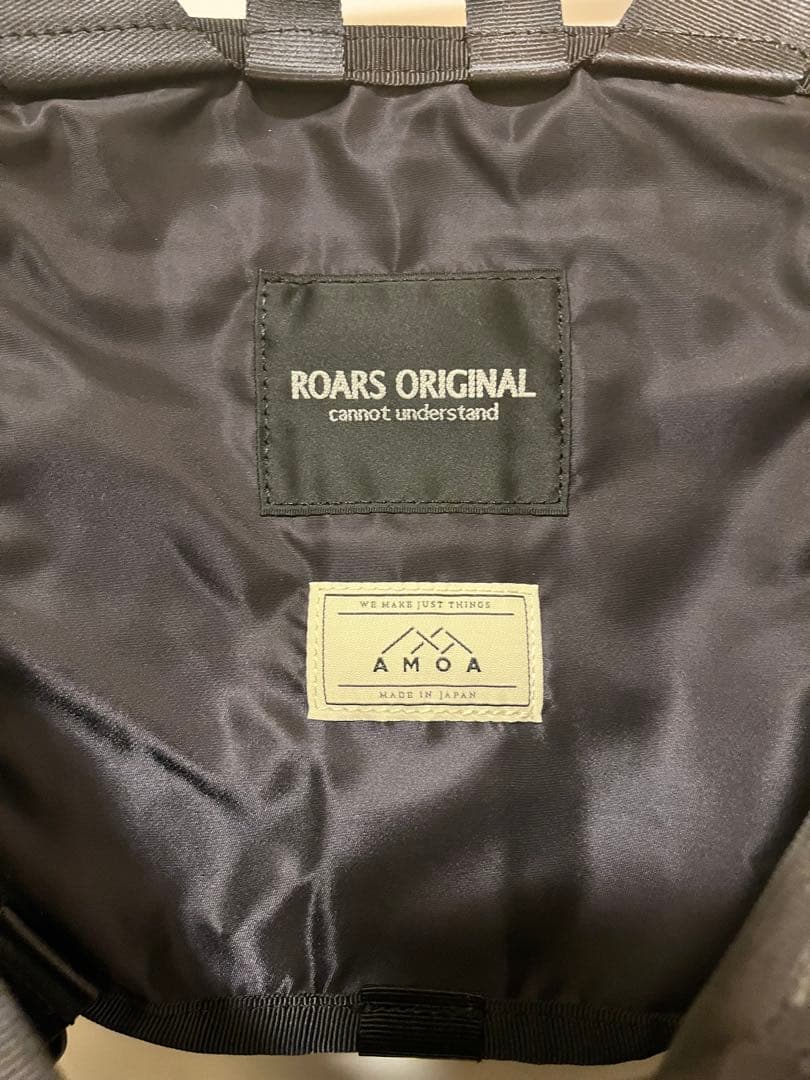 ROARS ORIGINAL
cannot understand
WE MAKE JUST THINGS
AMOA
MADE IN JAPAN